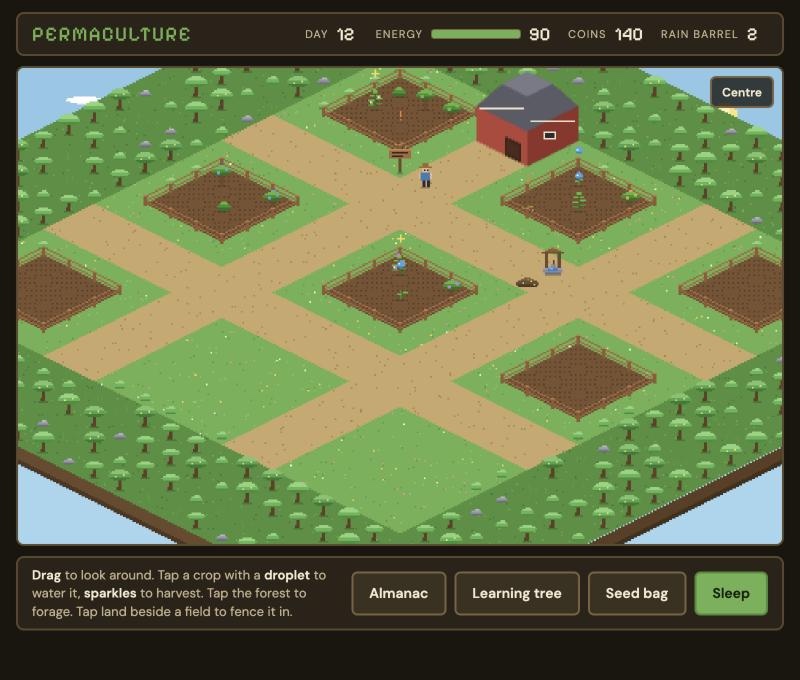 PERMACULTURE DAY 12 ENERGY 90 COINS 140 RAIN BARREL 2
Centre
Drag to look around. Tap a crop with a droplet to
water it, sparkles to harvest. Tap the forest to
forage. Tap land beside a field to fence it in.
Almanac Learning tree Seed bag Sleep